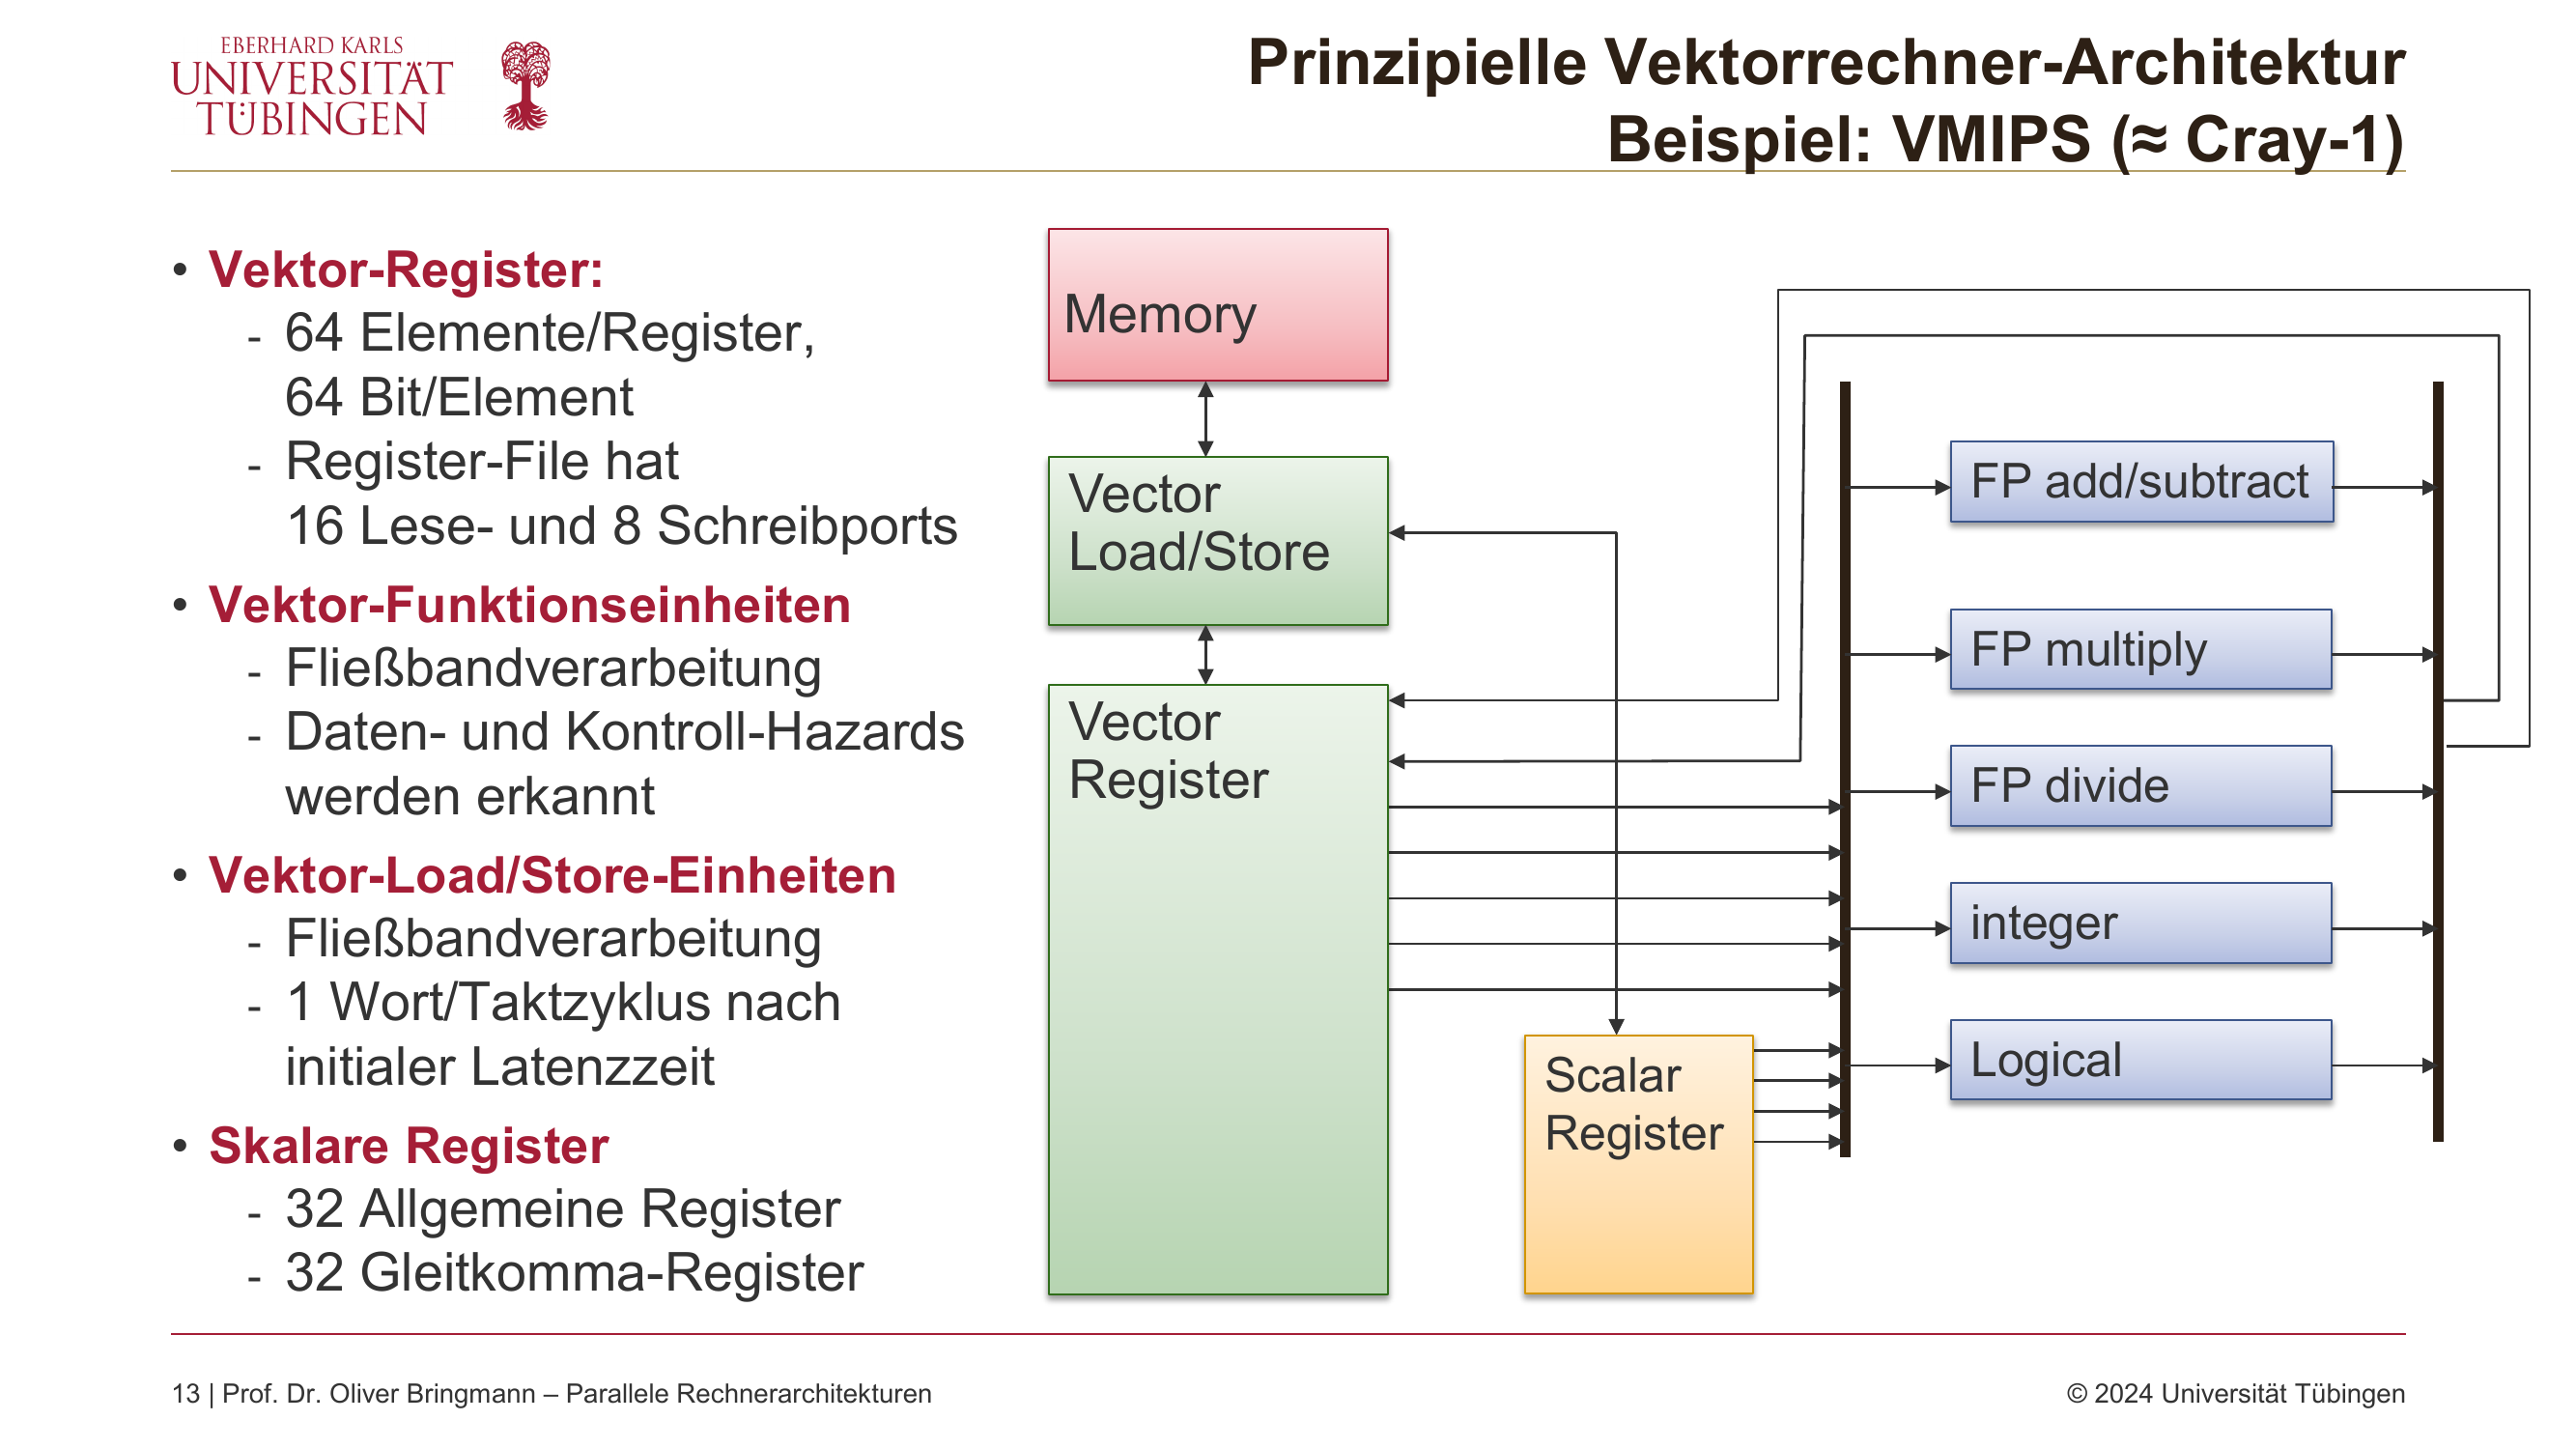 EBERHARD KARLS
UNIVERSITÄT
TÜBINGEN
Prinzipielle Vektorrechner-Architektur
Beispiel: VMIPS (≈ Cray-1)
• Vektor-Register:
- 64 Elemente/Register,
64 Bit/Element
- Register-File hat
16 Lese- und 8 Schreibports
• Vektor-Funktionseinheiten
- Fließbandverarbeitung
- Daten- und Kontroll-Hazards
werden erkannt
• Vektor-Load/Store-Einheiten
- Fließbandverarbeitung
- 1 Wort/Taktzyklus nach
initialer Latenzzeit
• Skalare Register
- 32 Allgemeine Register
- 32 Gleitkomma-Register
Memory
Vector
Load/Store
Vector
Register
Scalar
Register
FP add/subtract
FP multiply
FP divide
integer
Logical
13 | Prof. Dr. Oliver Bringmann – Parallele Rechnerarchitekturen
© 2024 Universität Tübingen